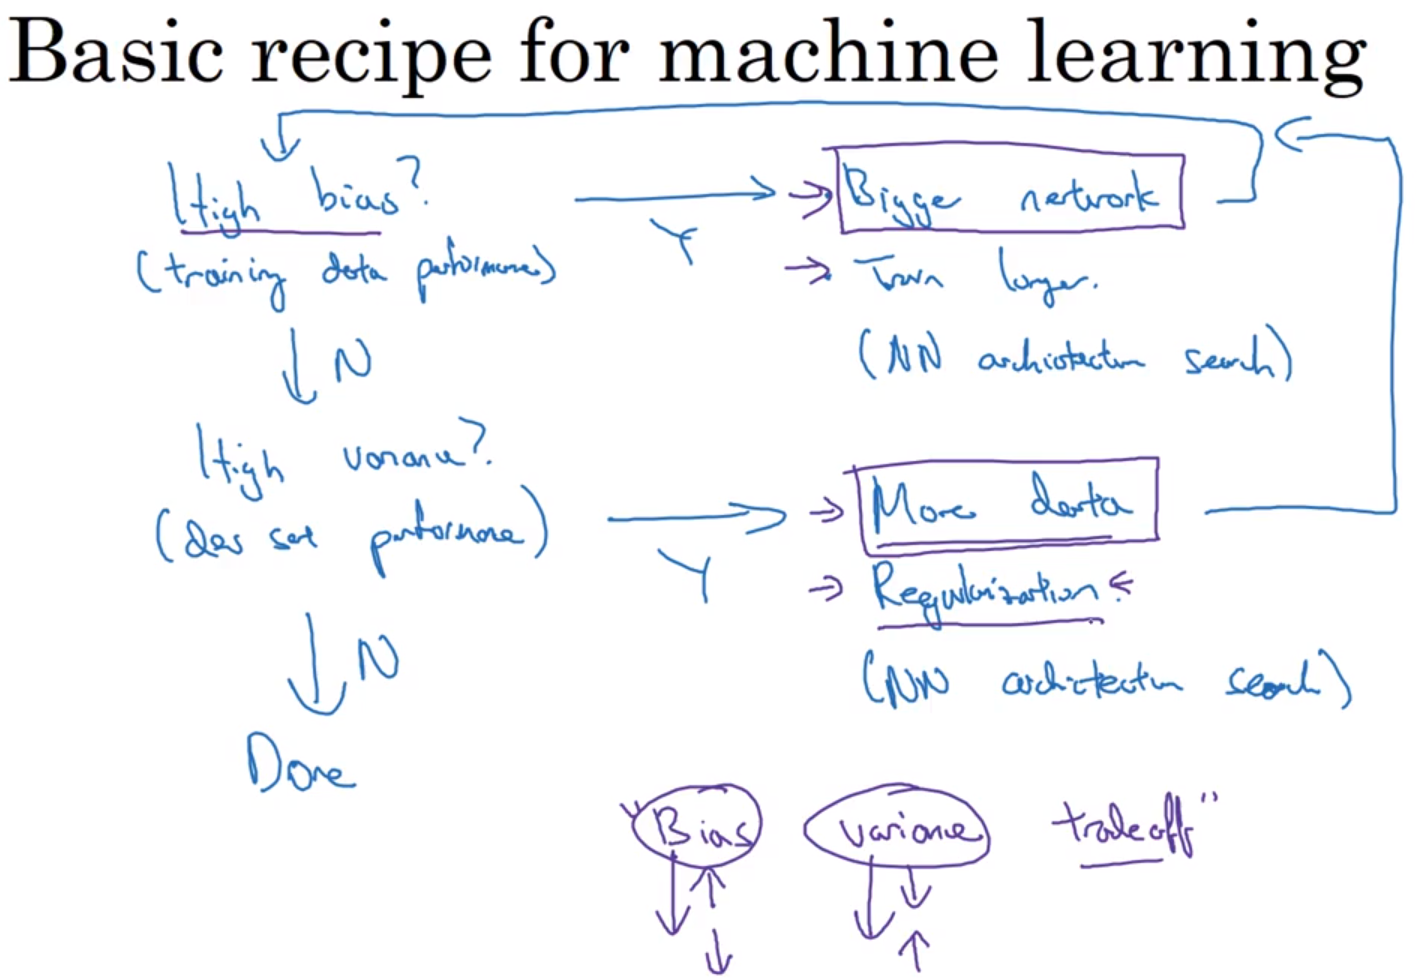 Basic recipe for machine learning
High bias?
(training data performance)
Y
Bigger network
Train longer.
(NN architecture search)
N
High variance?
(dev set performance)
Y
More data
Regularization.
(NN architecture search)
N
Done
"Bias variance tradeoff"